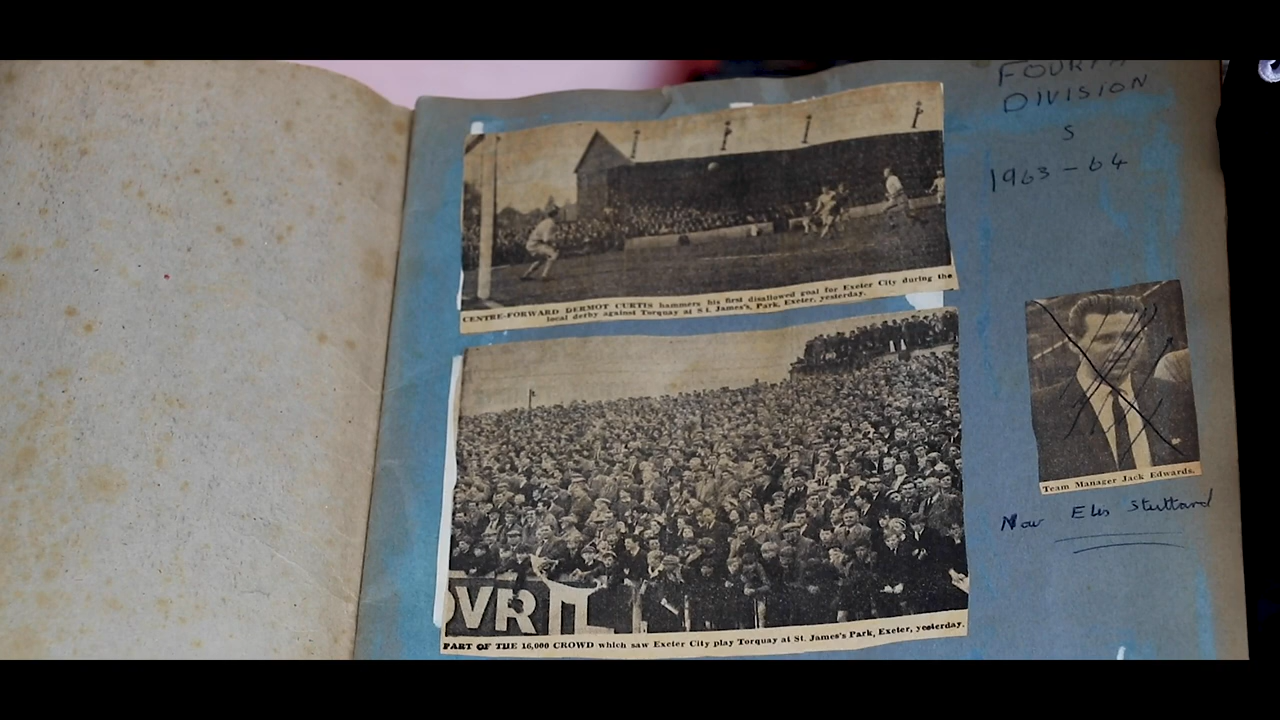 FOURTH
DIVISION
S
1963-64
CENTRE-FORWARD DERMOT CURTIS hammers his first disallowed goal for Exeter City during the
local derby against Torquay at St. James's, Park, Exeter, yesterday.
Team Manager Jack Edwards.
Now Ellis Stuttard
OVR
PART OF THE 16,000 CROWD which saw Exeter City play Torquay at St. James's Park, Exeter, yesterday.